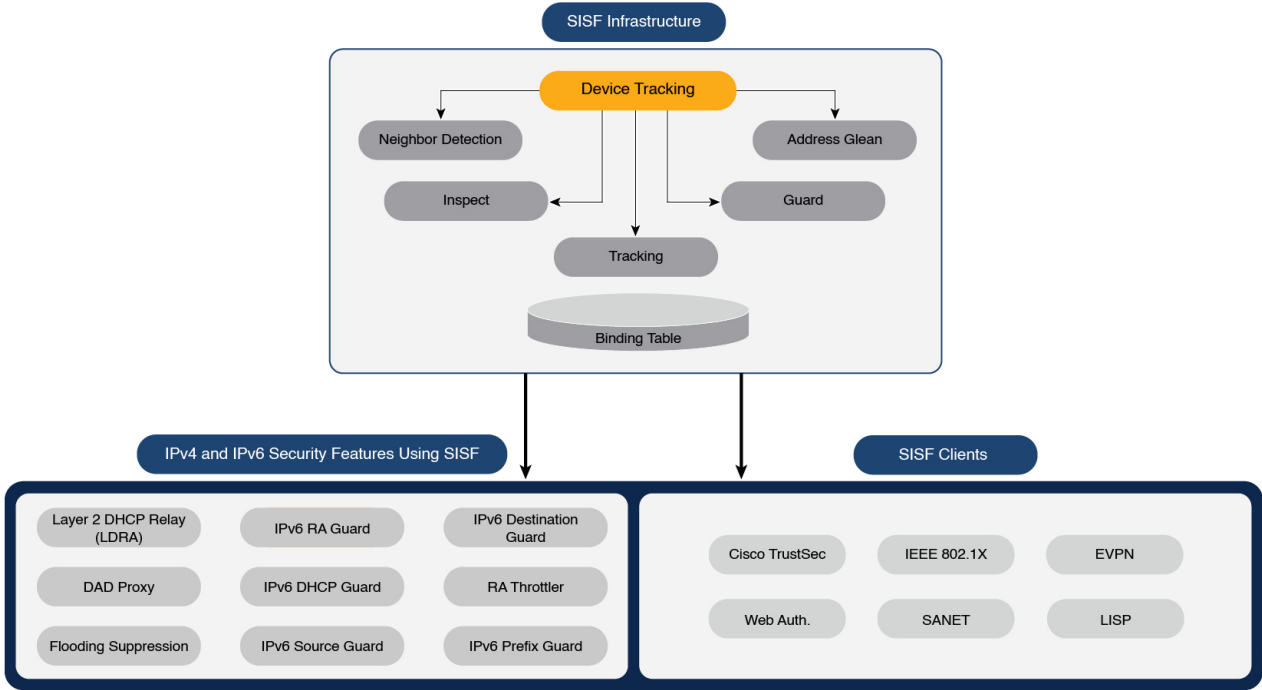 SISF Infrastructure
Device Tracking
Neighbor Detection
Address Glean
Inspect
Guard
Tracking
Binding Table
IPv4 and IPv6 Security Features Using SISF
SISF Clients
Layer 2 DHCP Relay
(LDRA)
IPv6 RA Guard
IPv6 Destination
Guard
DAD Proxy
IPv6 DHCP Guard
RA Throttler
Flooding Suppression
IPv6 Source Guard
IPv6 Prefix Guard
Cisco TrustSec
IEEE 802.1X
EVPN
Web Auth.
SANET
LISP